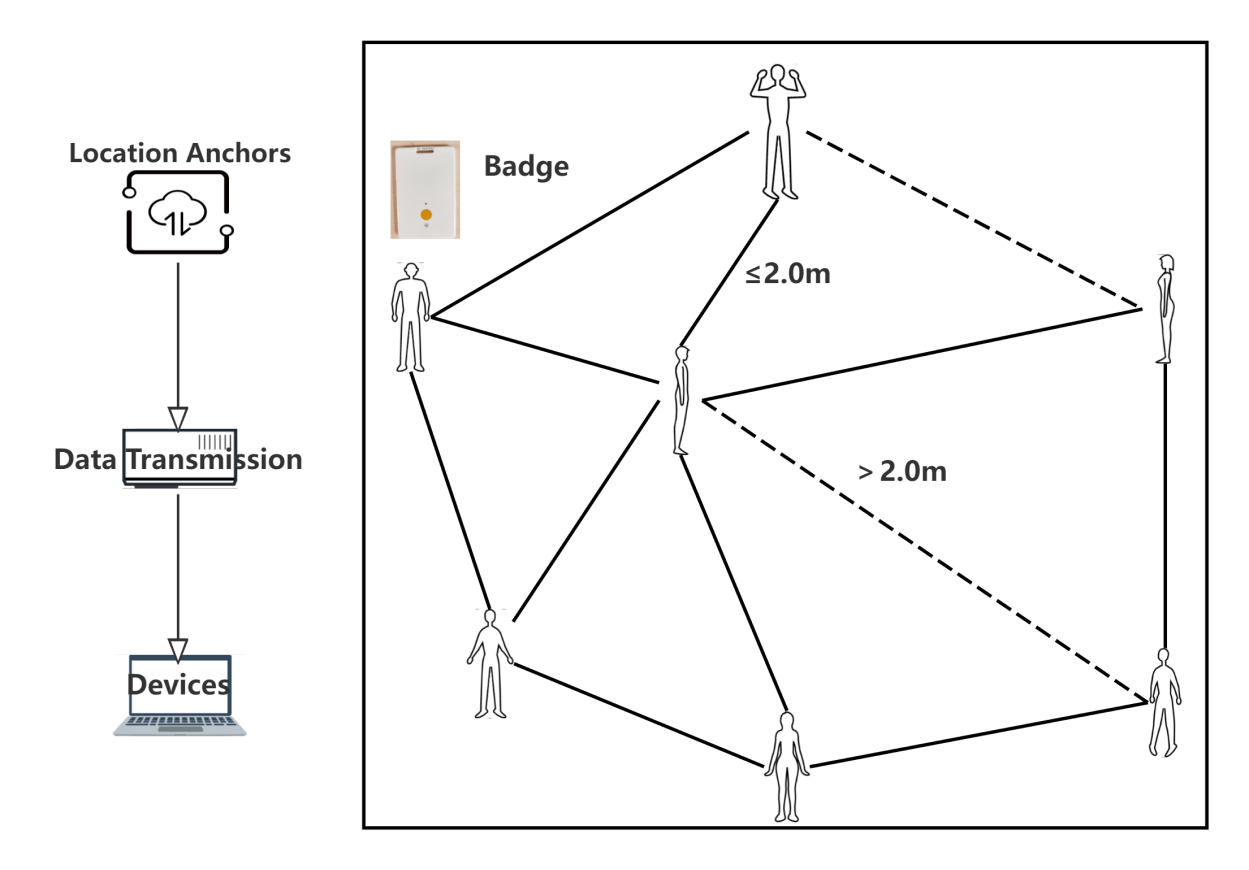 Location Anchors
Badge
≤2.0m
Data Transmission
> 2.0m
Devices